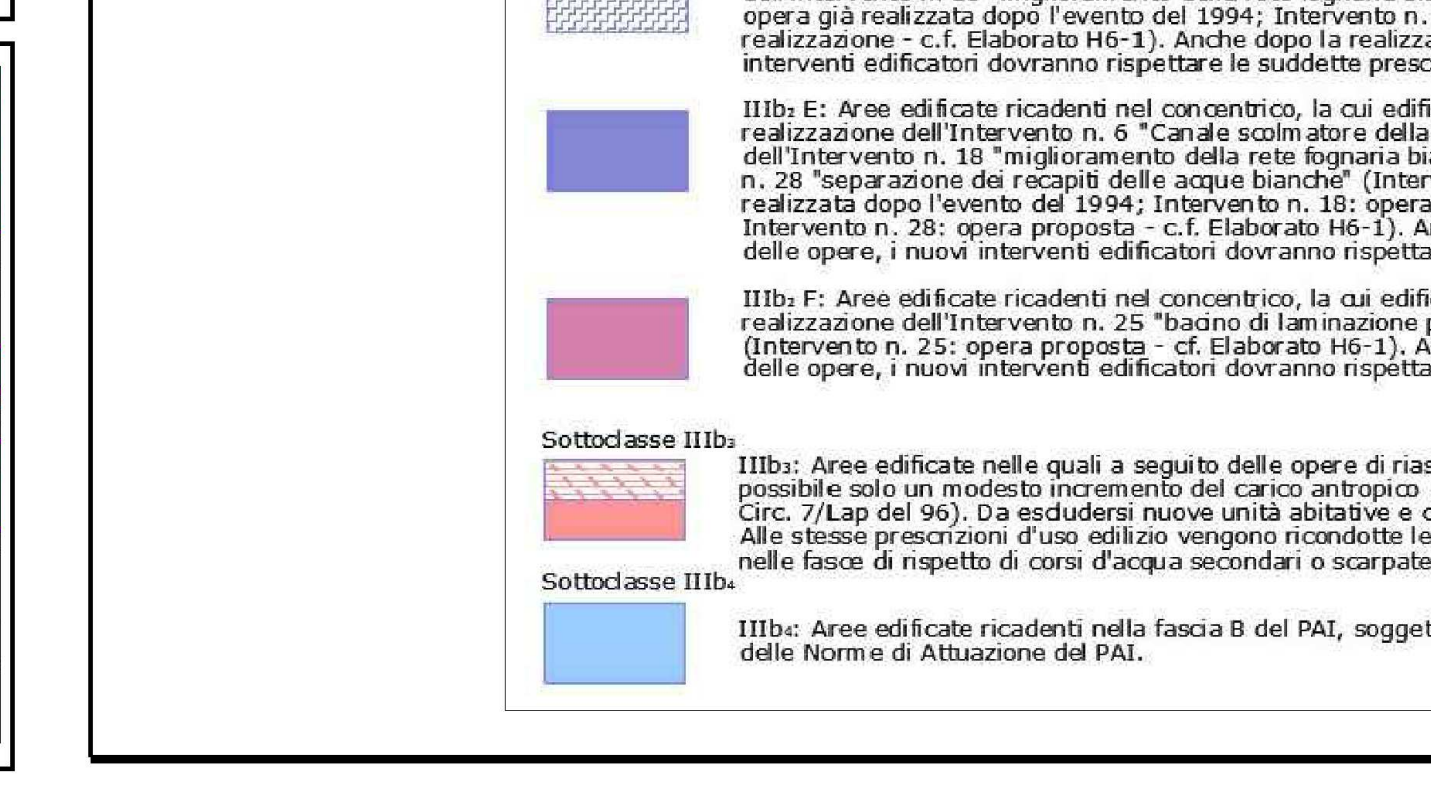 opera già realizzata dopo l'evento del 1994; Intervento n.
realizzazione - c.f. Elaborato H6-1). Anche dopo la realizza
interventi edificatori dovranno rispettare le suddette presc
IIIb₂ E: Aree edificate ricadenti nel concentrico, la cui edifi
realizzazione dell'Intervento n. 6 "Canale scolmatore della
dell'Intervento n. 18 "miglioramento della rete fognaria bia
n. 28 "separazione dei recapiti delle acque bianche" (Inter
realizzata dopo l'evento del 1994; Intervento n. 18: opera
Intervento n. 28: opera proposta - c.f. Elaborato H6-1). A
delle opere, i nuovi interventi edificatori dovranno rispetta
IIIb₂ F: Aree edificate ricadenti nel concentrico, la cui edifi
realizzazione dell'Intervento n. 25 "bacino di laminazione p
(Intervento n. 25: opera proposta - cf. Elaborato H6-1). A
delle opere, i nuovi interventi edificatori dovranno rispetta
Sottoclasse IIIb₃
IIIb₃: Aree edificate nelle quali a seguito delle opere di rias
possibile solo un modesto incremento del carico antropico
Circ. 7/Lap del 96). Da escludersi nuove unità abitative e c
Alle stesse prescrizioni d'uso edilizio vengono ricondotte le
nelle fasce di rispetto di corsi d'acqua secondari o scarpate
Sottoclasse IIIb₄
IIIb₄: Aree edificate ricadenti nella fascia B del PAI, sogget
delle Norme di Attuazione del PAI.